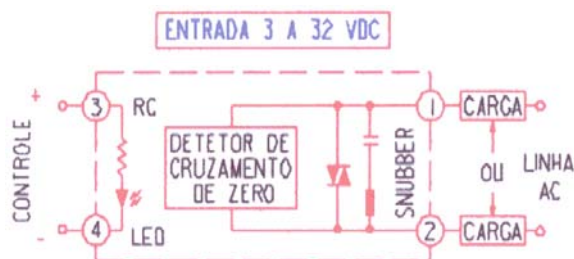 ENTRADA 3 A 32 VDC
+
3
RC
1
CARGA
CONTROLE
DETETOR DE
CRUZAMENTO
DE ZERO
SNUBBER
OU
LINHA
AC
-
4
LED
2
CARGA